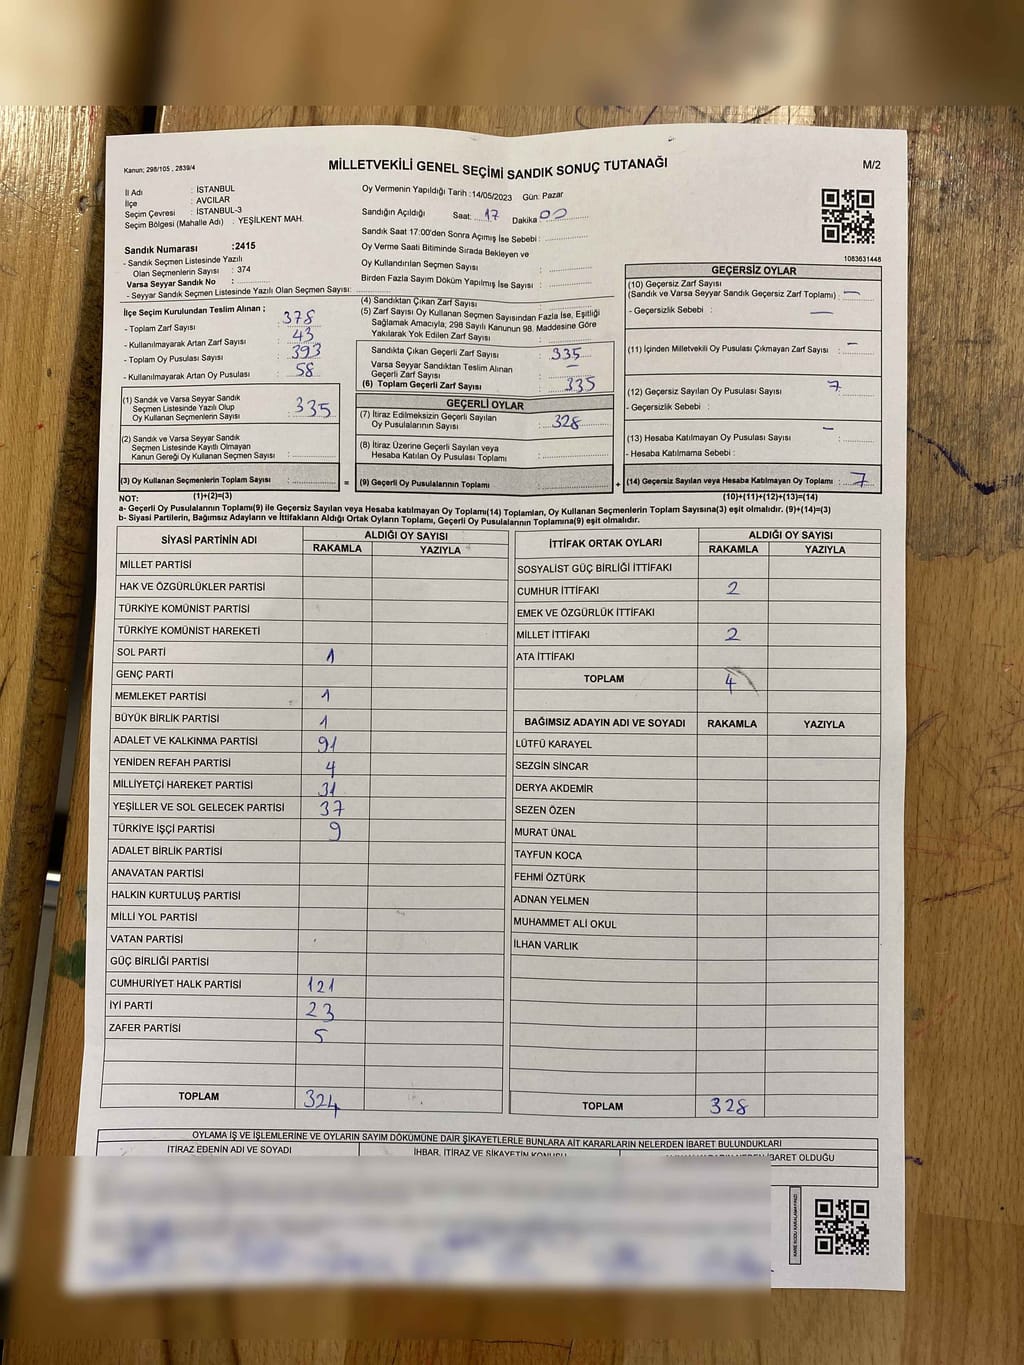 Kanun; 298/105 , 2839/4
MİLLETVEKİLİ GENEL SEÇİMİ SANDIK SONUÇ TUTANAĞI
M/2
İl Adı : İSTANBUL
İlçe : AVCILAR
Seçim Çevresi : İSTANBUL-3
Seçim Bölgesi (Mahalle Adı) : YEŞİLKENT MAH.
Oy Vermenin Yapıldığı Tarih :14/05/2023 Gün: Pazar
Sandığın Açıldığı Saat: 17 Dakika 00
Sandık Saat 17:00'den Sonra Açımış İse Sebebi :
Oy Verme Saati Bitiminde Sırada Bekleyen ve
Oy Kullandırılan Seçmen Sayısı :
Birden Fazla Sayım Döküm Yapılmış İse Sayısı :
1083631448
Sandık Numarası :2415
- Sandık Seçmen Listesinde Yazılı
Olan Seçmenlerin Sayısı : 374
Varsa Seyyar Sandık No :
- Seyyar Seçmen Sandık Listesinde Yazılı Olan Seçmen Sayısı:
İlçe Seçim Kurulundan Teslim Alınan ;
- Toplam Zarf Sayısı : 378
- Kullanılmayarak Artan Zarf Sayısı : 43
- Toplam Oy Pusulası Sayısı : 393
- Kullanılmayarak Artan Oy Pusulası : 58
(1) Sandık ve Varsa Seyyar Sandık
Seçmen Listesinde Yazılı Olup
Oy Kullanan Seçmenlerin Sayısı : 335
(2) Sandık ve Varsa Seyyar Sandık
Seçmen Listesinde Kayıtlı Olmayan
Kanun Gereği Oy Kullanan Seçmen Sayısı :
(3) Oy Kullanan Seçmenlerin Toplam Sayısı :
(1)+(2)=(3)
(4) Sandıktan Çıkan Zarf Sayısı :
(5) Zarf Sayısı Oy Kullanan Seçmen Sayısından Fazla İse, Eşitliği
Sağlamak Amacıyla; 298 Sayılı Kanunun 98. Maddesine Göre
Yakılarak Yok Edilen Zarf Sayısı :
Sandıkta Çıkan Geçerli Zarf Sayısı : 335
Varsa Seyyar Sandıktan Teslim Alınan
Geçerli Zarf Sayısı : —
(6) Toplam Geçerli Zarf Sayısı : 335
GEÇERLİ OYLAR
(7) İtiraz Edilmeksizin Geçerli Sayılan
Oy Pusulalarının Sayısı : 328
(8) İtiraz Üzerine Geçerli Sayılan veya
Hesaba Katılan Oy Pusulası Toplamı :
= (9) Geçerli Oy Pusulalarının Toplamı :
GEÇERSİZ OYLAR
(10) Geçersiz Zarf Sayısı
(Sandık ve Varsa Seyyar Sandık Geçersiz Zarf Toplamı) : —
- Geçersizlik Sebebi : —
(11) İçinden Milletvekili Oy Pusulası Çıkmayan Zarf Sayısı : —
(12) Geçersiz Sayılan Oy Pusulası Sayısı : 7
- Geçersizlik Sebebi :
(13) Hesaba Katılmayan Oy Pusulası Sayısı : —
- Hesaba Katılmama Sebebi :
+ (14) Geçersiz Sayılan veya Hesaba Katılmayan Oy Toplamı : 7
(10)+(11)+(12)+(13)=(14)
NOT:
a- Geçerli Oy Pusulalarının Toplamı(9) ile Geçersiz Sayılan veya Hesaba katılmayan Oy Toplamı(14) Toplamları, Oy Kullanan Seçmenlerin Toplam Sayısına(3) eşit olmalıdır. (9)+(14)=(3)
b- Siyasi Partilerin, Bağımsız Adayların ve İttifakların Aldığı Ortak Oyların Toplamı, Geçerli Oy Pusulalarının Toplamına(9) eşit olmalıdır.
SİYASİ PARTİNİN ADI ALDIĞI OY SAYISI
RAKAMLA YAZIYLA
MİLLET PARTİSİ
HAK VE ÖZGÜRLÜKLER PARTİSİ
TÜRKİYE KOMÜNİST PARTİSİ
TÜRKİYE KOMÜNİST HAREKETİ
SOL PARTİ 1
GENÇ PARTİ
MEMLEKET PARTİSİ 1
BÜYÜK BİRLİK PARTİSİ 1
ADALET VE KALKINMA PARTİSİ 91
YENİDEN REFAH PARTİSİ 4
MİLLİYETÇİ HAREKET PARTİSİ 31
YEŞİLLER VE SOL GELECEK PARTİSİ 37
TÜRKİYE İŞÇİ PARTİSİ 9
ADALET BİRLİK PARTİSİ
ANAVATAN PARTİSİ
HALKIN KURTULUŞ PARTİSİ
MİLLİ YOL PARTİSİ
VATAN PARTİSİ
GÜÇ BİRLİĞİ PARTİSİ
CUMHURİYET HALK PARTİSİ 121
İYİ PARTİ 23
ZAFER PARTİSİ 5
TOPLAM 324
İTTİFAK ORTAK OYLARI ALDIĞI OY SAYISI
RAKAMLA YAZIYLA
SOSYALİST GÜÇ BİRLİĞİ İTTİFAKI
CUMHUR İTTİFAKI 2
EMEK VE ÖZGÜRLÜK İTTİFAKI
MİLLET İTTİFAKI 2
ATA İTTİFAKI
TOPLAM 4
BAĞIMSIZ ADAYIN ADI VE SOYADI RAKAMLA YAZIYLA
LÜTFÜ KARAYEL
SEZGİN SİNCAR
DERYA AKDEMİR
SEZEN ÖZEN
MURAT ÜNAL
TAYFUN KOCA
FEHMİ ÖZTÜRK
ADNAN YELMEN
MUHAMMET ALİ OKUL
İLHAN VARLIK
TOPLAM 328
OYLAMA İŞ VE İŞLEMLERİNE VE OYLARIN SAYIM DÖKÜMÜNE DAİR ŞİKAYETLERLE BUNLARA AİT KARARLARIN NELERDEN İBARET BULUNDUKLARI
İTİRAZ EDENİN ADI VE SOYADI İHBAR, İTİRAZ VE ŞİKAYETİN KONUSU İBARET OLDUĞU